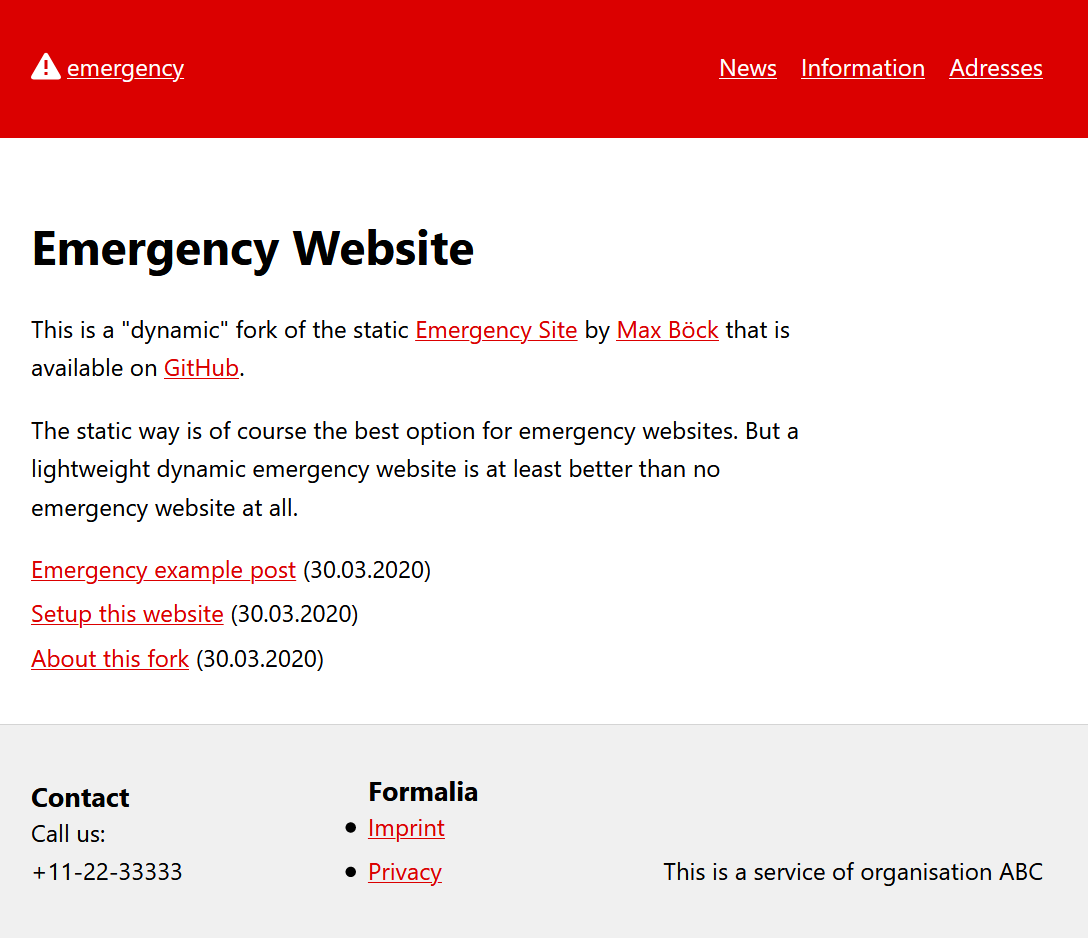 emergency
News Information Adresses
Emergency Website
This is a "dynamic" fork of the static Emergency Site by Max Böck that is
available on GitHub.
The static way is of course the best option for emergency websites. But a
lightweight dynamic emergency website is at least better than no
emergency website at all.
Emergency example post (30.03.2020)
Setup this website (30.03.2020)
About this fork (30.03.2020)
Contact
Call us:
+11-22-33333
Formalia
Imprint
Privacy
This is a service of organisation ABC